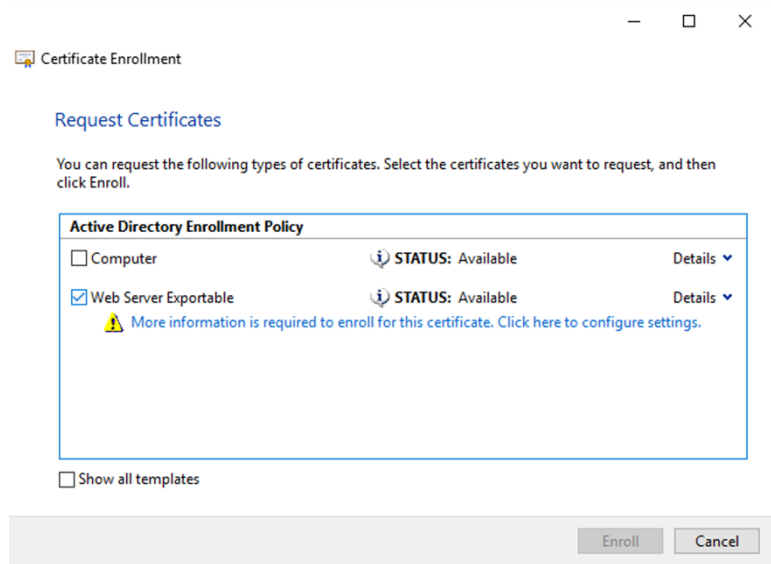 Certificate Enrollment
Request Certificates
You can request the following types of certificates. Select the certificates you want to request, and then
click Enroll.
Active Directory Enrollment Policy
Computer STATUS: Available Details
Web Server Exportable STATUS: Available Details
More information is required to enroll for this certificate. Click here to configure settings.
Show all templates
Enroll Cancel